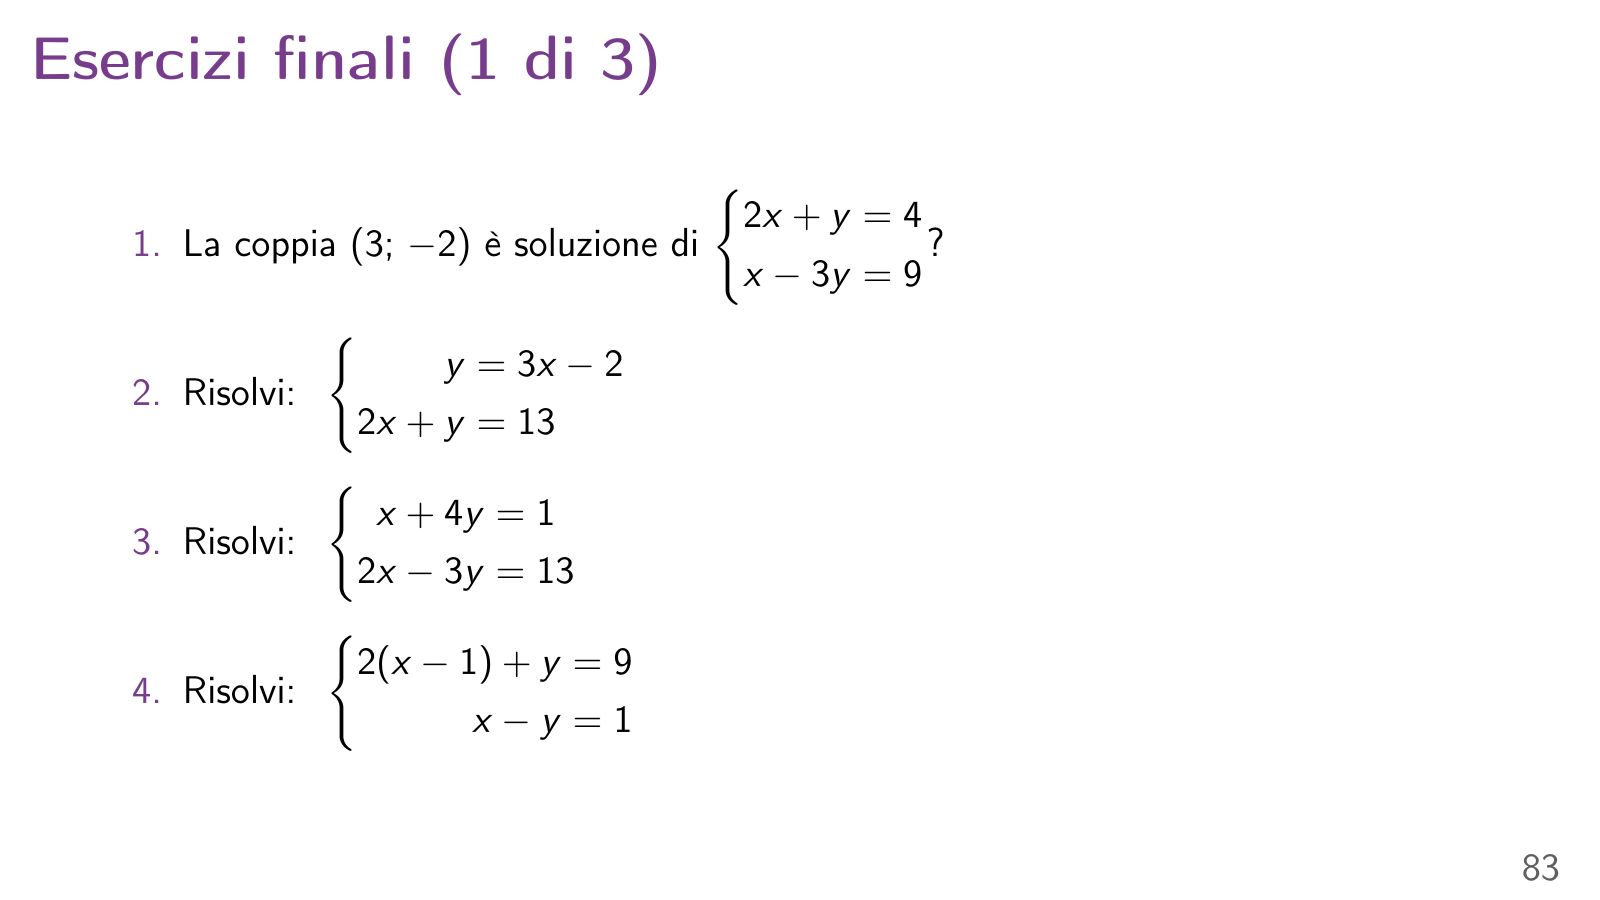 Esercizi finali (1 di 3)
1. La coppia (3; −2) è soluzione di { 2x + y = 4
x − 3y = 9 ?
2. Risolvi: { y = 3x − 2
2x + y = 13
3. Risolvi: { x + 4y = 1
2x − 3y = 13
4. Risolvi: { 2(x − 1) + y = 9
x − y = 1
83